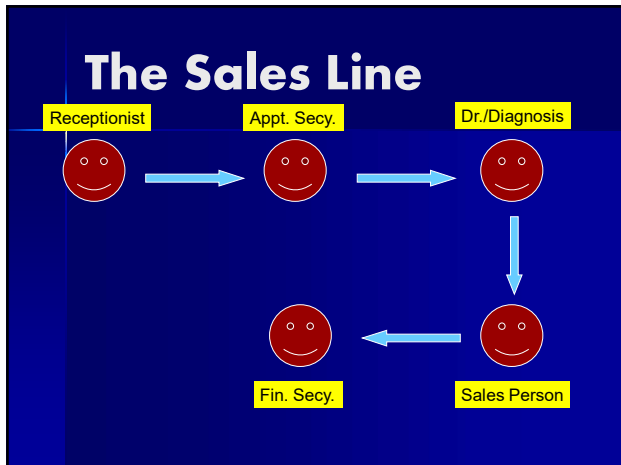 The Sales Line
Receptionist
Appt. Secy.
Dr./Diagnosis
Sales Person
Fin. Secy.